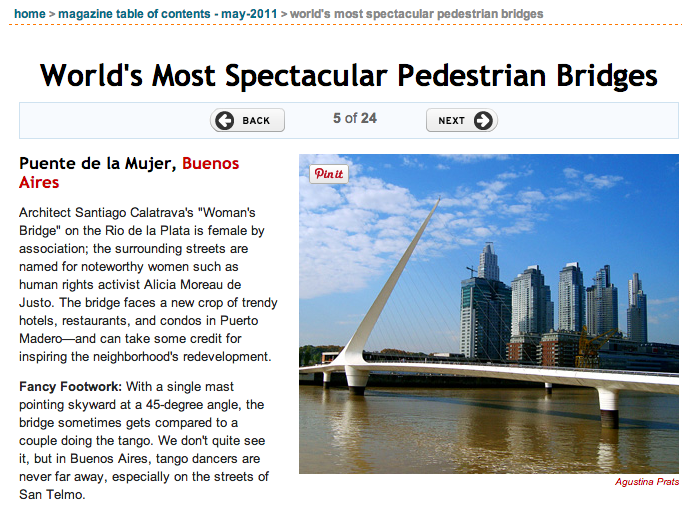 home > magazine table of contents - may-2011 > world's most spectacular pedestrian bridges
World's Most Spectacular Pedestrian Bridges
BACK
5 of 24
NEXT
Puente de la Mujer, Buenos
Aires
Architect Santiago Calatrava's "Woman's
Bridge" on the Rio de la Plata is female by
association; the surrounding streets are
named for noteworthy women such as
human rights activist Alicia Moreau de
Justo. The bridge faces a new crop of trendy
hotels, restaurants, and condos in Puerto
Madero—and can take some credit for
inspiring the neighborhood's redevelopment.
Fancy Footwork: With a single mast
pointing skyward at a 45-degree angle, the
bridge sometimes gets compared to a
couple doing the tango. We don't quite see
it, but in Buenos Aires, tango dancers are
never far away, especially on the streets of
San Telmo.
Pin it
Agustina Prats